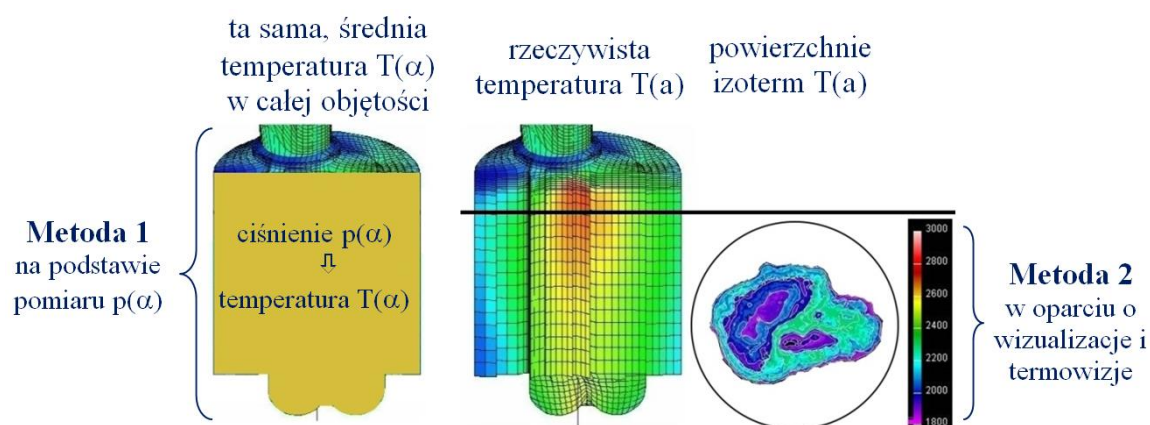 ta sama, średnia
temperatura T(α)
w całej objętości
rzeczywista
temperatura T(a)
powierzchnie
izoterm T(a)
Metoda 1
na podstawie
pomiaru p(α)
ciśnienie p(α)
⇩
temperatura T(α)
3000
2800
2600
2400
2200
2000
1800
Metoda 2
w oparciu o
wizualizacje i
termowizje